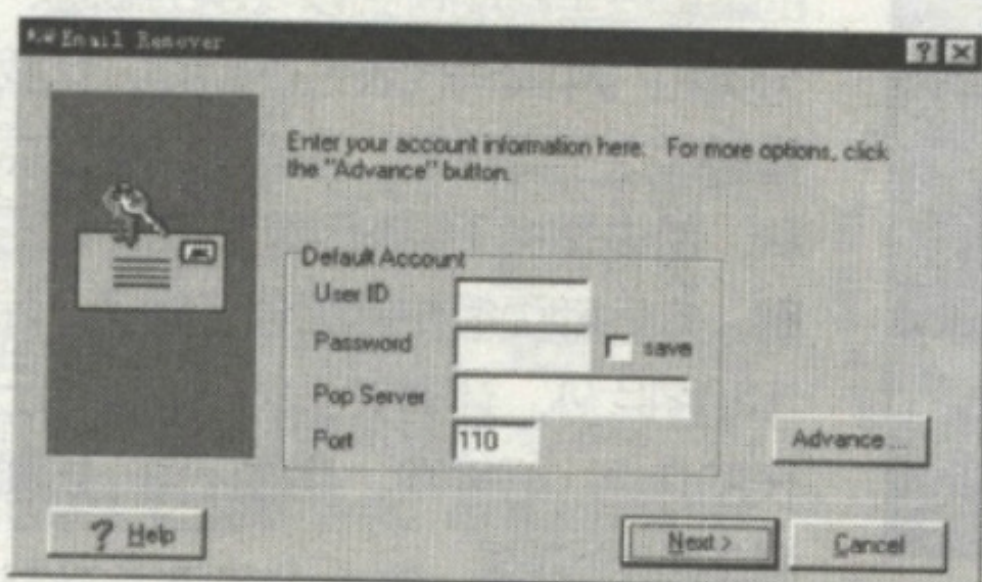 Email Remover
Enter your account information here. For more options, click
the "Advance" button.
Default Account
User ID
Password
save
Pop Server
Port
110
Advance ...
? Help
Next >
Cancel